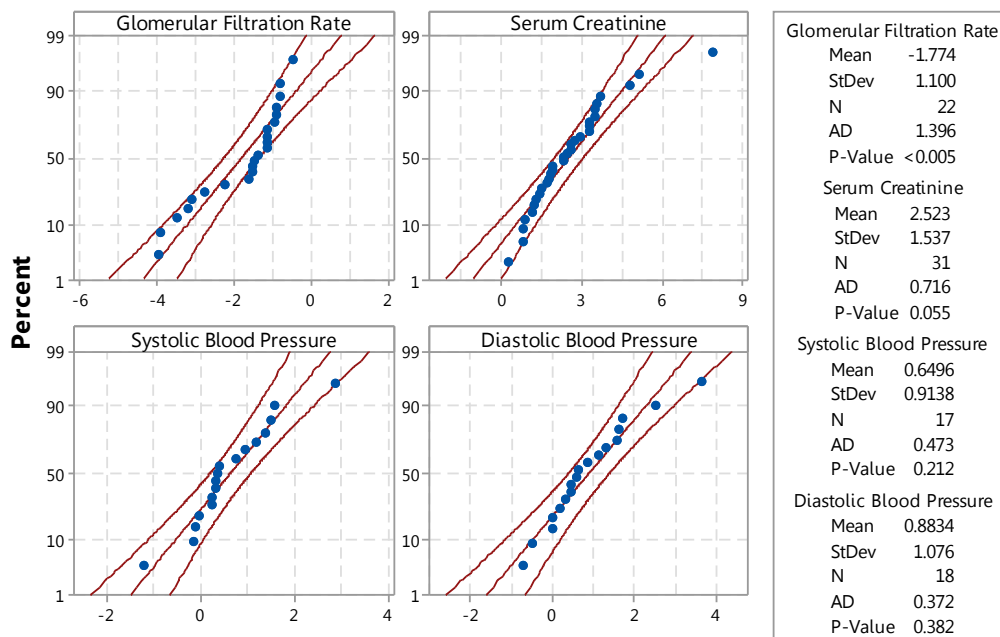 Glomerular Filtration Rate
99
90
50
10
1
-6 -4 -2 0 2
Serum Creatinine
99
90
50
10
1
0 3 6 9
Percent
Systolic Blood Pressure
99
90
50
10
1
-2 0 2 4
Diastolic Blood Pressure
99
90
50
10
1
-2 0 2 4
Glomerular Filtration Rate
Mean -1.774
StDev 1.100
N 22
AD 1.396
P-Value <0.005
Serum Creatinine
Mean 2.523
StDev 1.537
N 31
AD 0.716
P-Value 0.055
Systolic Blood Pressure
Mean 0.6496
StDev 0.9138
N 17
AD 0.473
P-Value 0.212
Diastolic Blood Pressure
Mean 0.8834
StDev 1.076
N 18
AD 0.372
P-Value 0.382